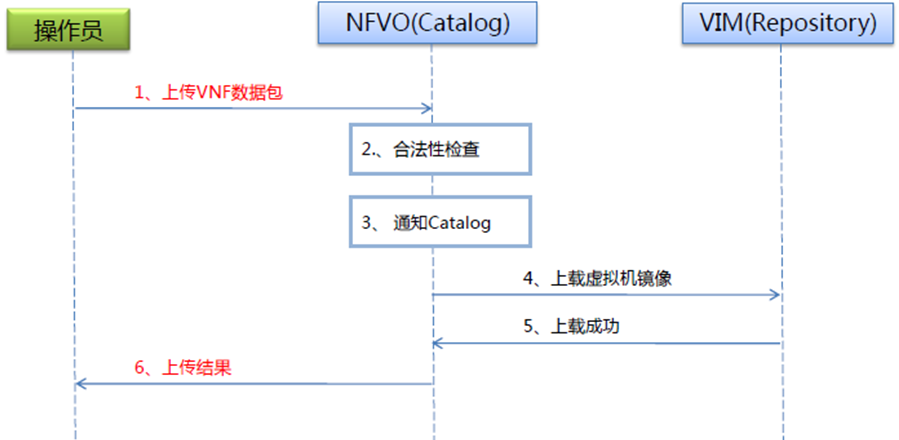 操作员
NFVO(Catalog)
VIM(Repository)
1、上传VNF数据包
2.、合法性检查
3、 通知Catalog
4、上载虚拟机镜像
5、上载成功
6、上传结果